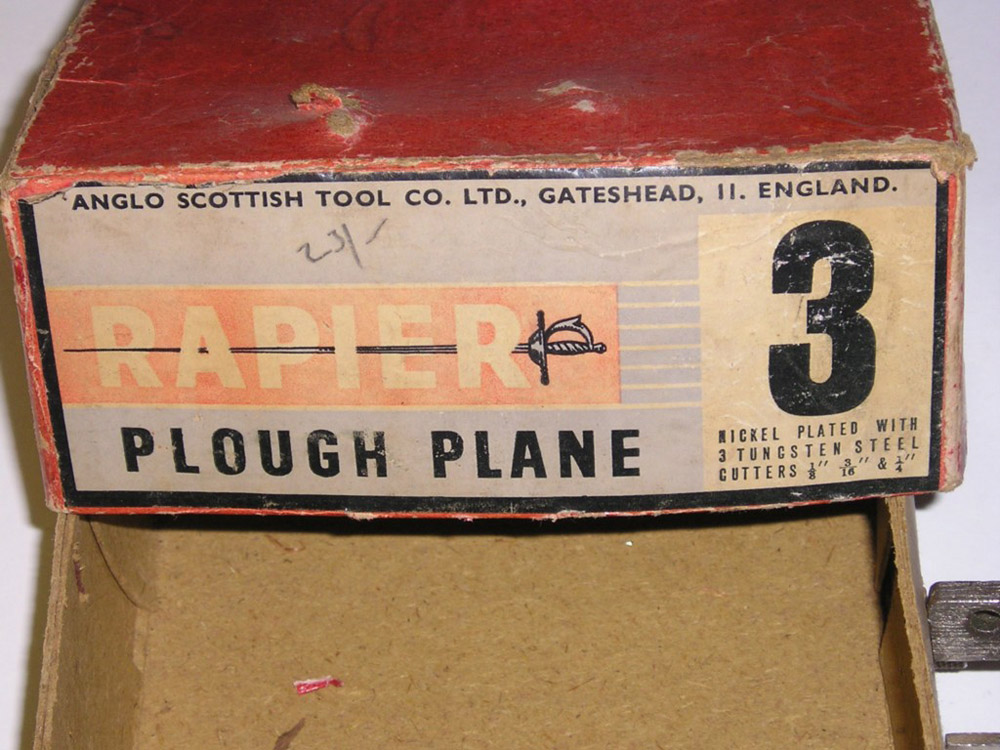 ANGLO SCOTTISH TOOL CO. LTD., GATESHEAD, 11. ENGLAND.
23/-
RAPIER
3
PLOUGH PLANE
NICKEL PLATED WITH
3 TUNGSTEN STEEL
CUTTERS 1/8" 3/16" & 1/4"